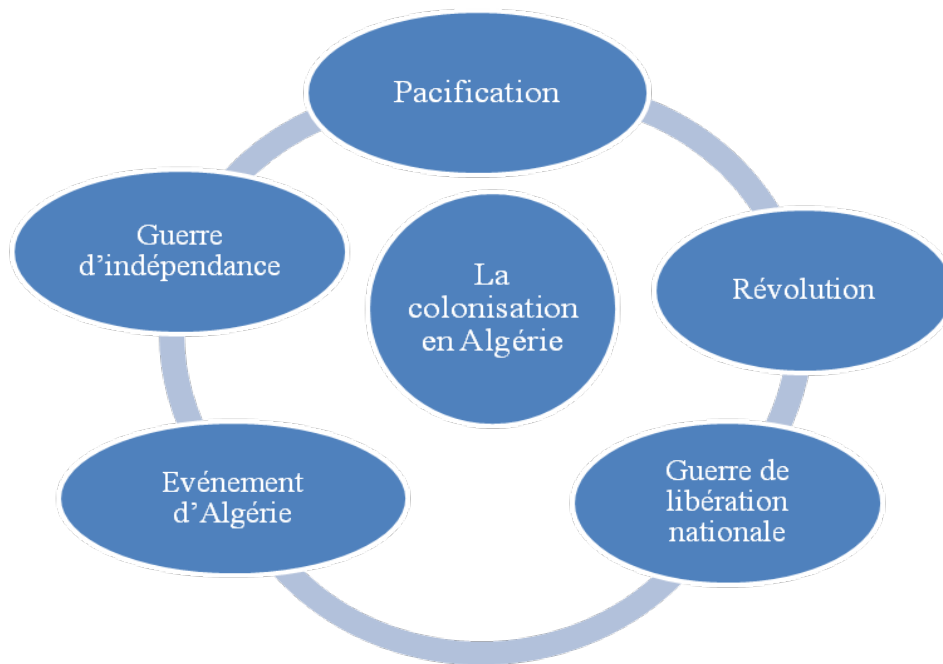 Pacification
Guerre
d’indépendance
La
colonisation
en Algérie
Révolution
Evénement
d’Algérie
Guerre de
libération
nationale